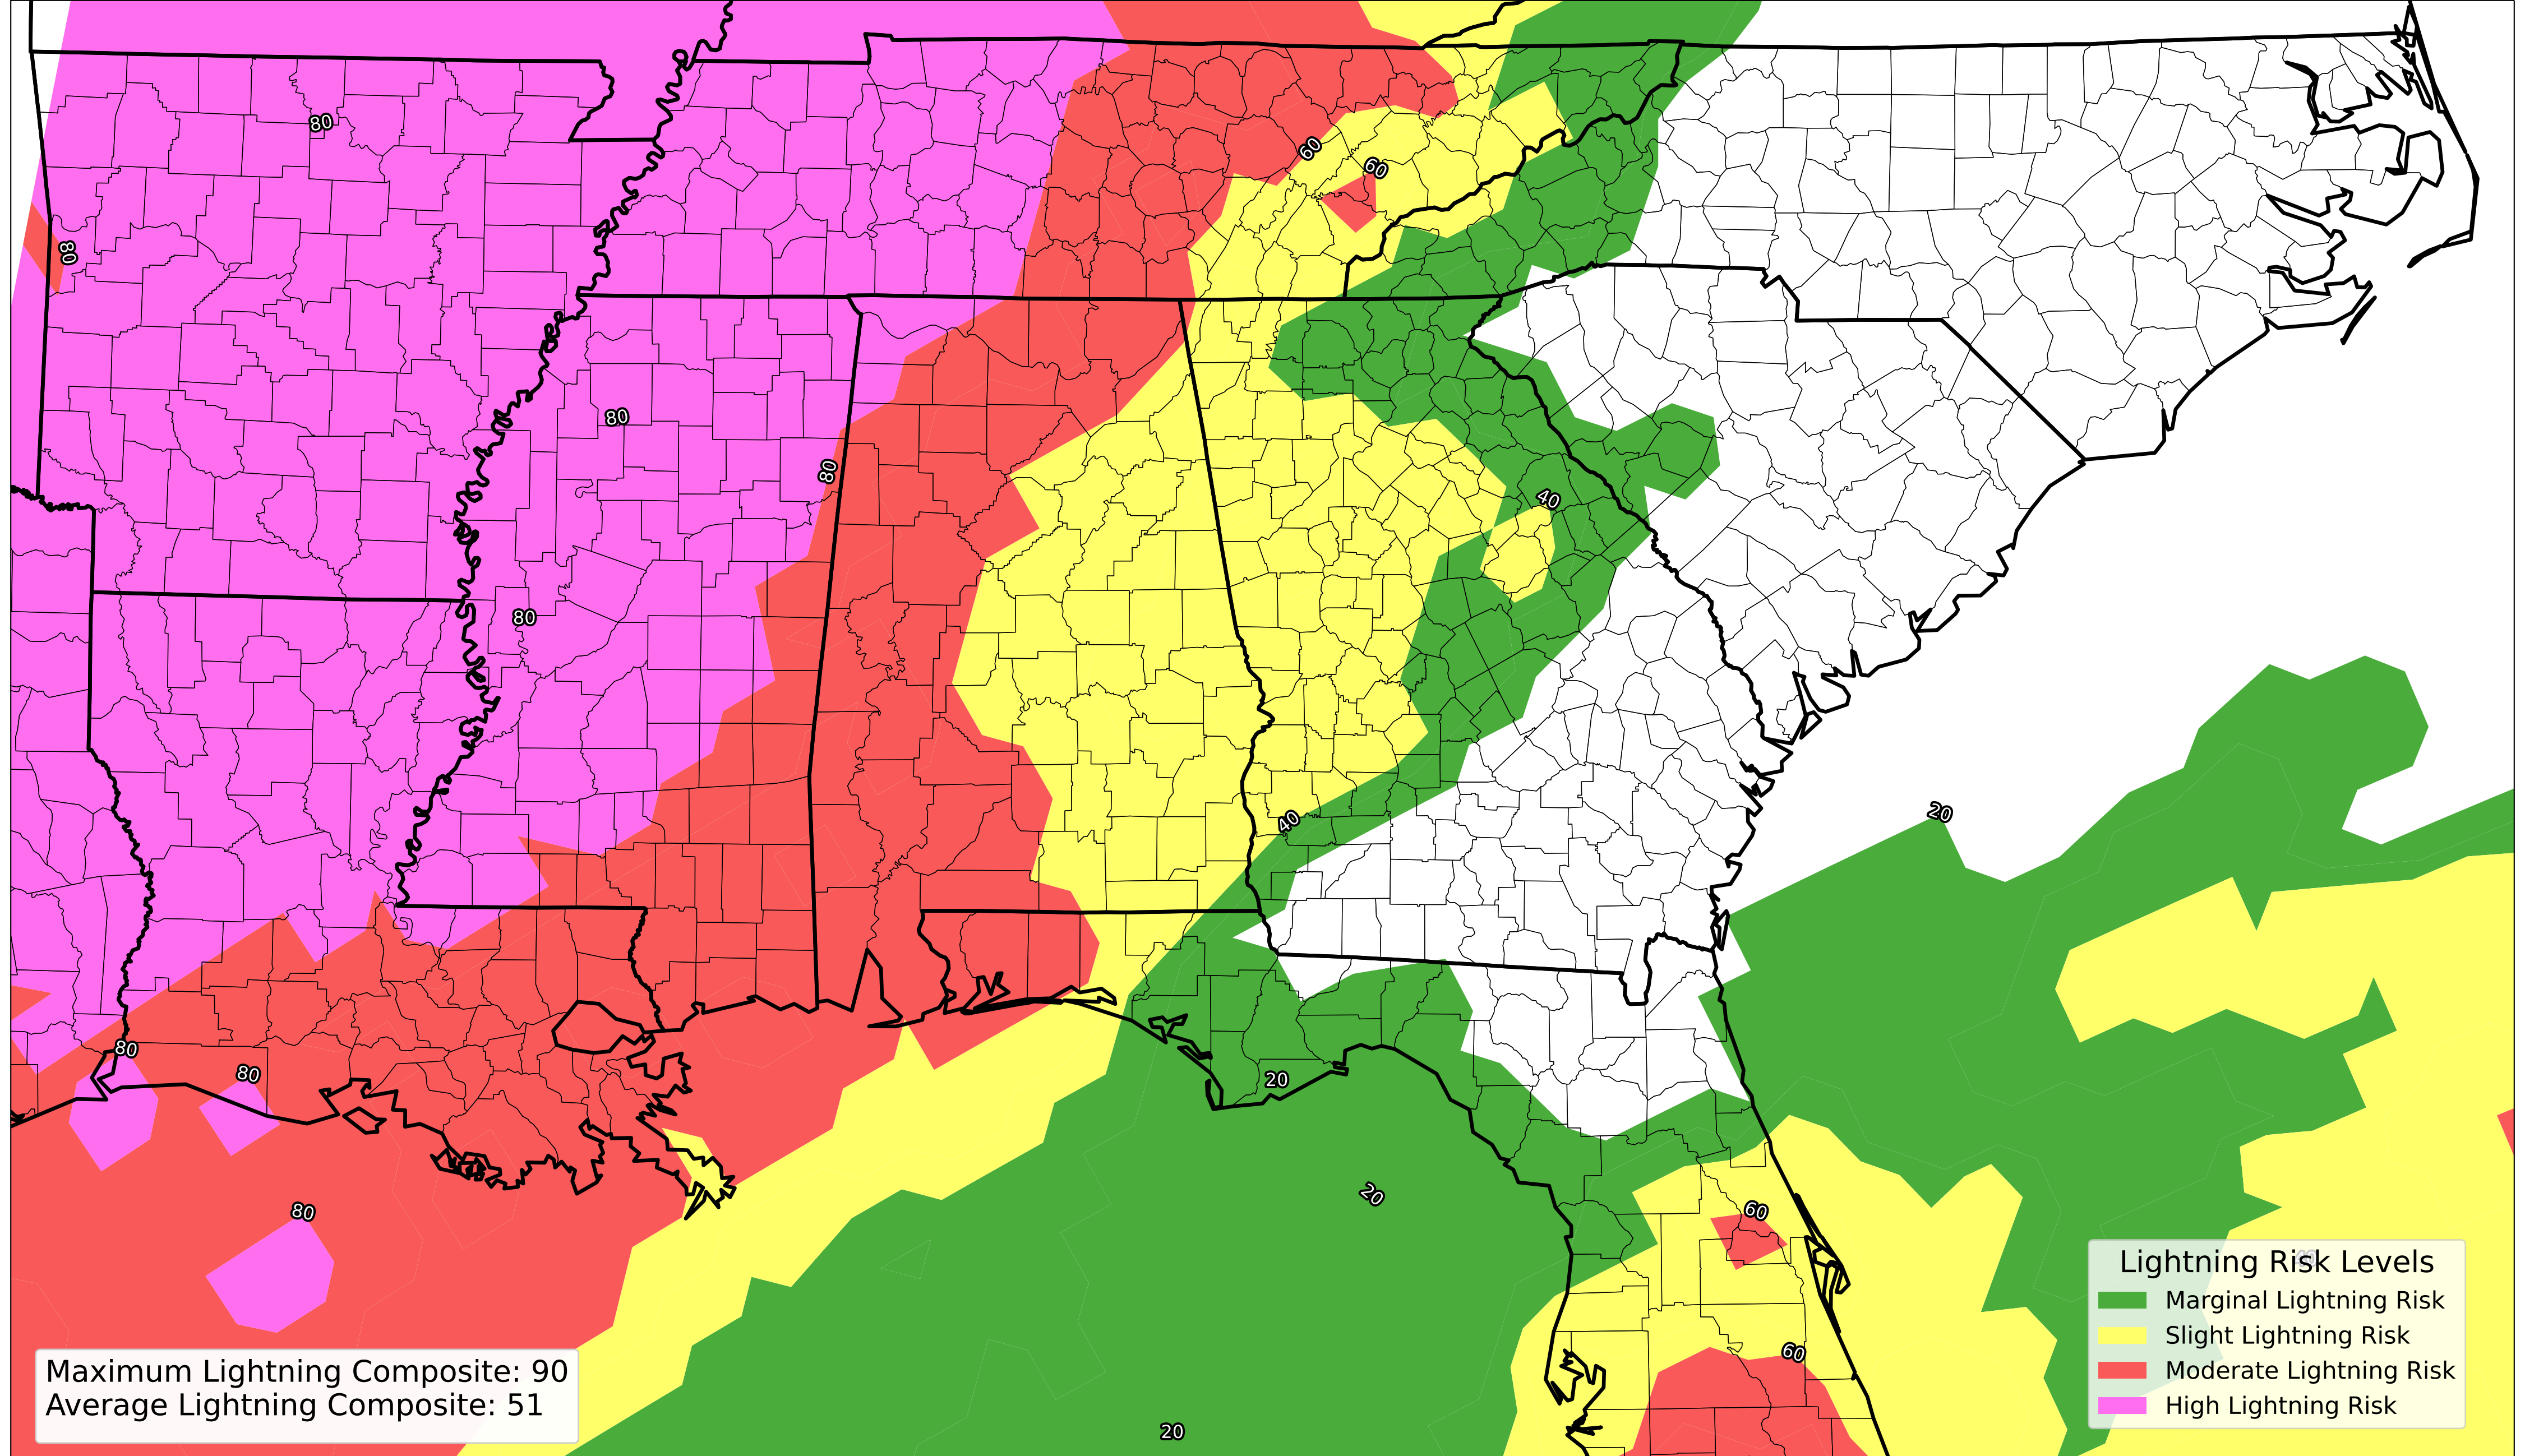 80
60
60
80
80
80
40
80
20
40
80
80
20
20
80
60
60
20
Lightning Risk Levels
Marginal Lightning Risk
Slight Lightning Risk
Moderate Lightning Risk
High Lightning Risk
Maximum Lightning Composite: 90
Average Lightning Composite: 51